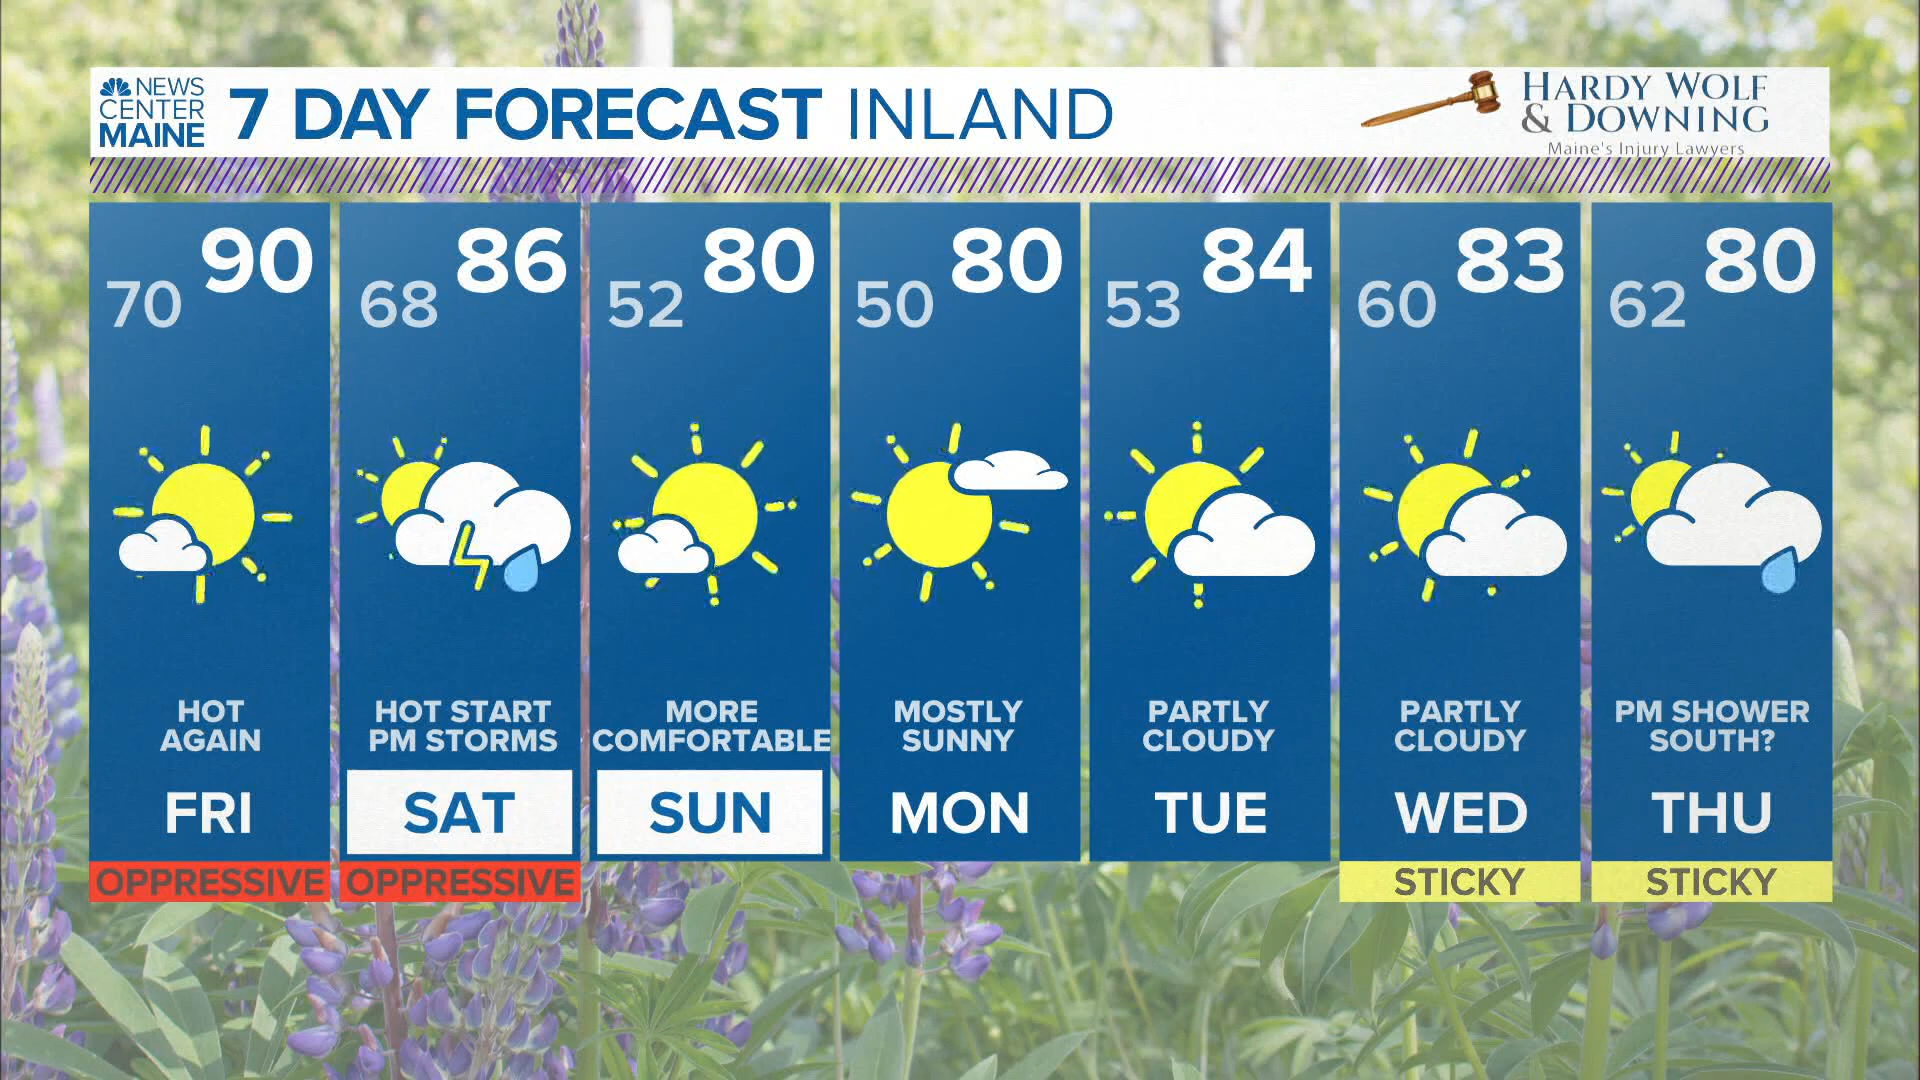 NEWS
CENTER
MAINE
7 DAY FORECAST INLAND
HARDY WOLF
& DOWNING
Maine's Injury Lawyers
70 90
HOT
AGAIN
FRI
OPPRESSIVE
68 86
HOT START
PM STORMS
SAT
OPPRESSIVE
52 80
MORE
COMFORTABLE
SUN
50 80
MOSTLY
SUNNY
MON
53 84
PARTLY
CLOUDY
TUE
60 83
PARTLY
CLOUDY
WED
STICKY
62 80
PM SHOWER
SOUTH?
THU
STICKY